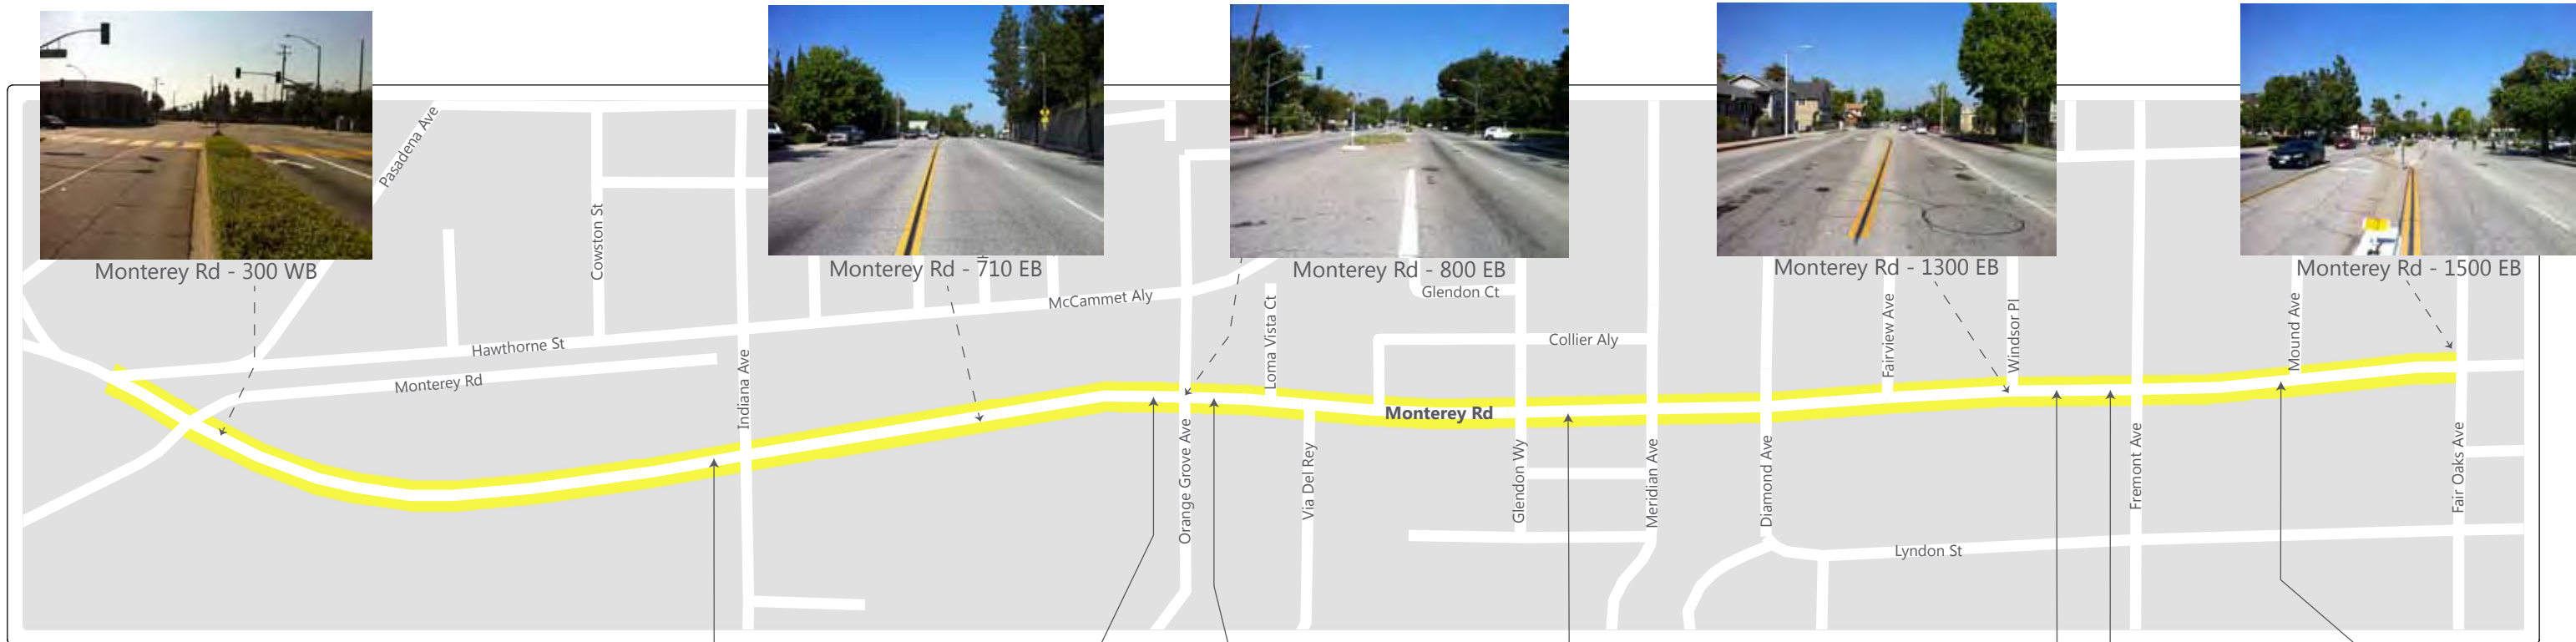 Monterey Rd - 300 WB
Monterey Rd - 710 EB
Monterey Rd - 800 EB
Monterey Rd - 1300 EB
Monterey Rd - 1500 EB
Pasadena Ave
Cowston St
Hawthorne St
Monterey Rd
Indiana Ave
McCammet Aly
Orange Grove Ave
Loma Vista Ct
Via Del Rey
Glendon Ct
Collier Aly
Monterey Rd
Glendon Wy
Meridian Ave
Diamond Ave
Fairview Ave
Windsor Pl
Lyndon St
Fremont Ave
Mound Ave
Fair Oaks Ave